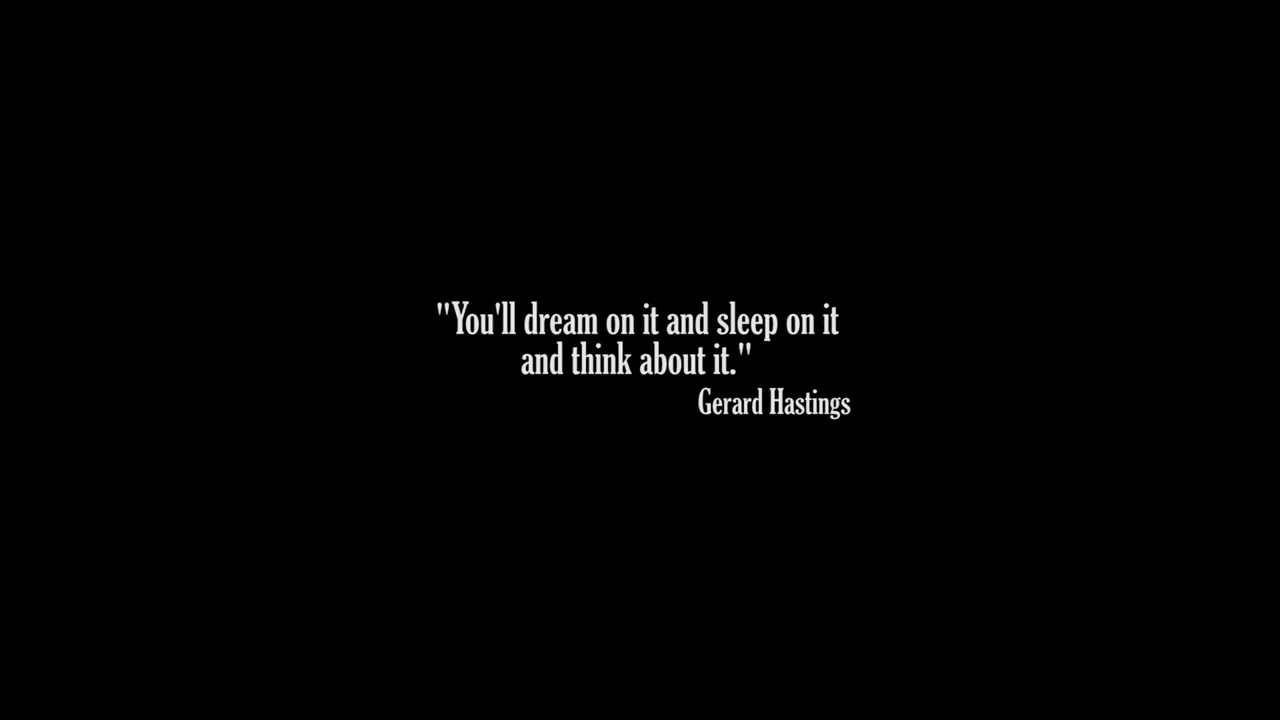 "You'll dream on it and sleep on it
and think about it."
Gerard Hastings